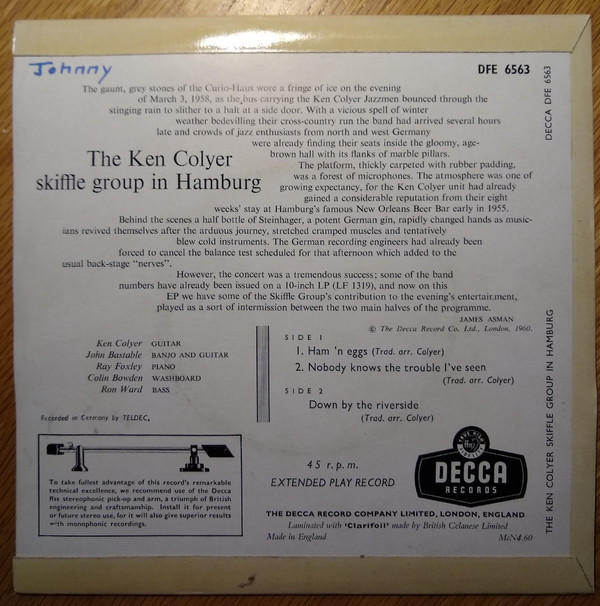 Johnny
DFE 6563
The gaunt, grey stones of the Curio-Haus wore a fringe of ice on the evening
of March 3, 1958, as the bus carrying the Ken Colyer Jazzmen bounced through the
stinging rain to slither to a halt at a side door. With a vicious spell of winter
weather bedevilling their cross-country run the band had arrived several hours
late and crowds of jazz enthusiasts from north and west Germany
were already finding their seats inside the gloomy, age-
brown hall with its flanks of marble pillars.
The Ken Colyer
skiffle group in Hamburg
The platform, thickly carpeted with rubber padding,
was a forest of microphones. The atmosphere was one of
growing expectancy, for the Ken Colyer unit had already
gained a considerable reputation from their eight
weeks' stay at Hamburg's famous New Orleans Beer Bar early in 1955.
Behind the scenes a half bottle of Steinhager, a potent German gin, rapidly changed hands as music-
ians revived themselves after the arduous journey, stretched cramped muscles and tentatively
blew cold instruments. The German recording engineers had already been
forced to cancel the balance test scheduled for that afternoon which added to the
usual back-stage "nerves".
However, the concert was a tremendous success; some of the band
numbers have already been issued on a 10-inch LP (LF 1319), and now on this
EP we have some of the Skiffle Group's contribution to the evening's entertainment,
played as a sort of intermission between the two main halves of the programme.
JAMES ASMAN
© The Decca Record Co. Ltd., London, 1960.
Ken Colyer GUITAR
John Bastable BANJO AND GUITAR
Ray Foxley PIANO
Colin Bowden WASHBOARD
Ron Ward BASS
SIDE 1
1. Ham 'n eggs (Trad. arr. Colyer)
2. Nobody knows the trouble I've seen
(Trad. arr. Colyer)
SIDE 2
Down by the riverside
(Trad. arr. Colyer)
Recorded in Germany by TELDEC.
To take fullest advantage of this record's remarkable
technical excellence, we recommend use of the Decca
ffss stereophonic pick-up and arm, a triumph of British
engineering and craftsmanship. Install it for present
or future stereo use, for it will also give superior results
with monophonic recordings.
45 r.p.m.
EXTENDED PLAY RECORD
DECCA
RECORDS
THE DECCA RECORD COMPANY LIMITED, LONDON, ENGLAND
Laminated with 'Clarifoil' made by British Celanese Limited
Made in England
McN4.60
DECCA DFE 6563
THE KEN COLYER SKIFFLE GROUP IN HAMBURG